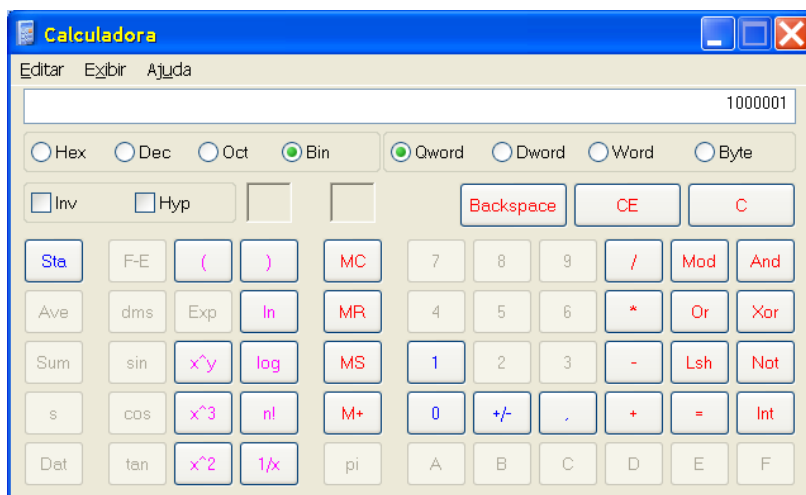 Calculadora
Editar Exibir Ajuda
1000001
Hex Dec Oct Bin Qword Dword Word Byte
Inv Hyp Backspace CE C
Sta F-E ( ) MC 7 8 9 / Mod And
Ave dms Exp ln MR 4 5 6 * Or Xor
Sum sin x^y log MS 1 2 3 - Lsh Not
s cos x^3 n! M+ 0 +/- , + = Int
Dat tan x^2 1/x pi A B C D E F